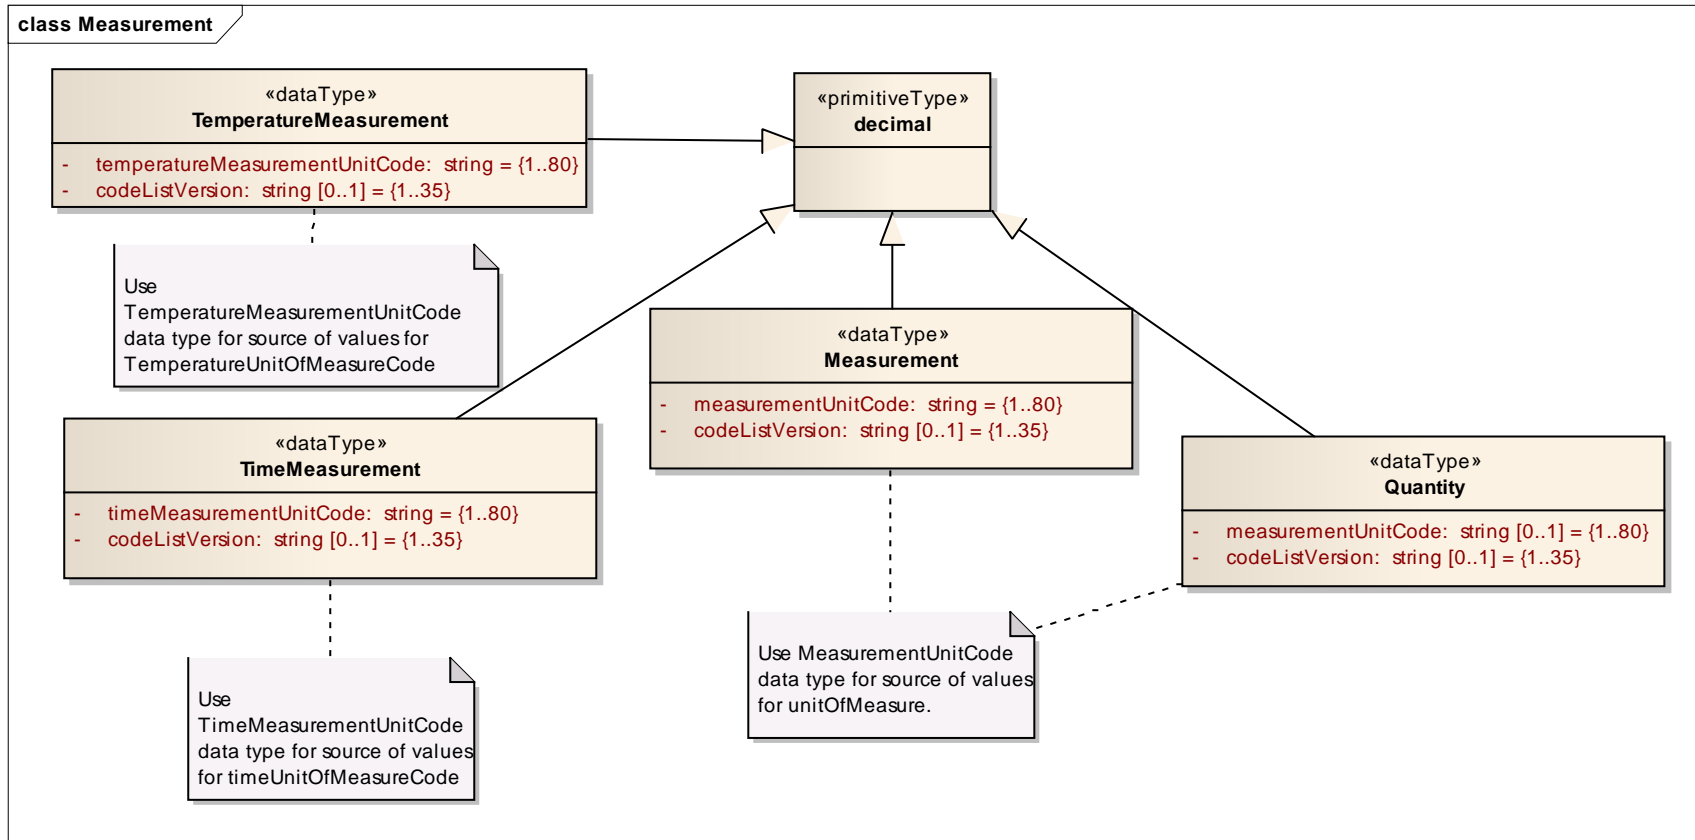 class Measurement
«dataType»
TemperatureMeasurement
- temperatureMeasurementUnitCode: string = {1..80}
- codeListVersion: string [0..1] = {1..35}
«primitiveType»
decimal
Use
TemperatureMeasurementUnitCode
data type for source of values for
TemperatureUnitOfMeasureCode
«dataType»
Measurement
- measurementUnitCode: string = {1..80}
- codeListVersion: string [0..1] = {1..35}
«dataType»
TimeMeasurement
- timeMeasurementUnitCode: string = {1..80}
- codeListVersion: string [0..1] = {1..35}
«dataType»
Quantity
- measurementUnitCode: string [0..1] = {1..80}
- codeListVersion: string [0..1] = {1..35}
Use MeasurementUnitCode
data type for source of values
for unitOfMeasure.
Use
TimeMeasurementUnitCode
data type for source of values
for timeUnitOfMeasureCode